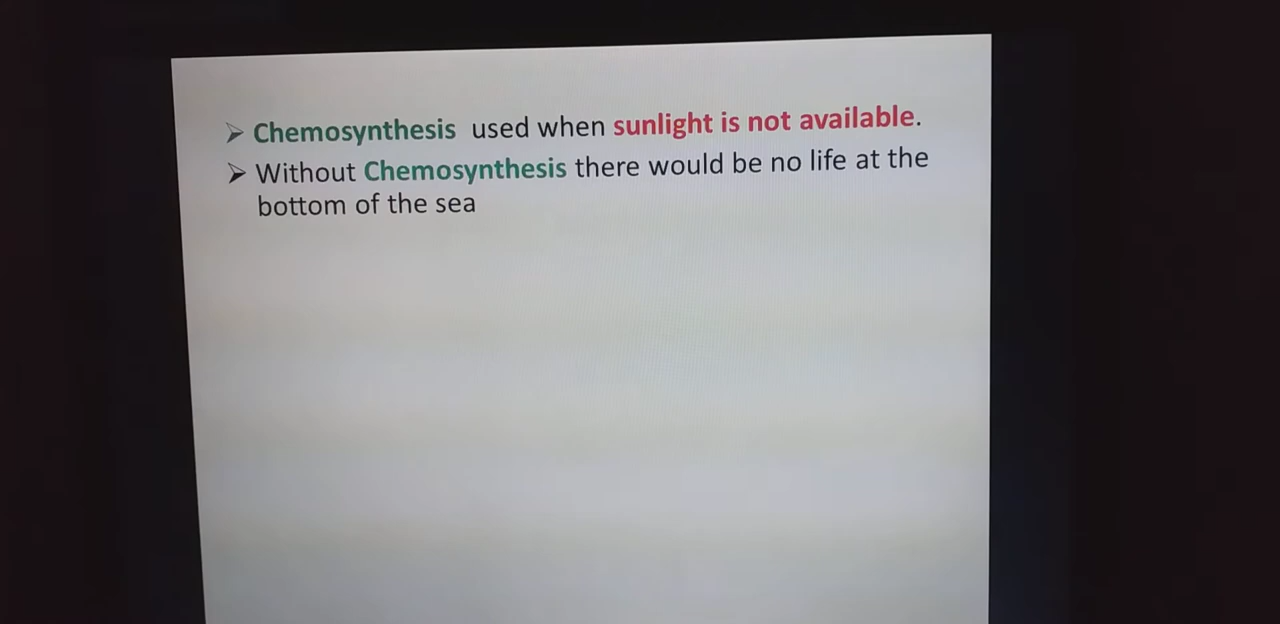 ➢ Chemosynthesis used when sunlight is not available.
➢ Without Chemosynthesis there would be no life at the
bottom of the sea